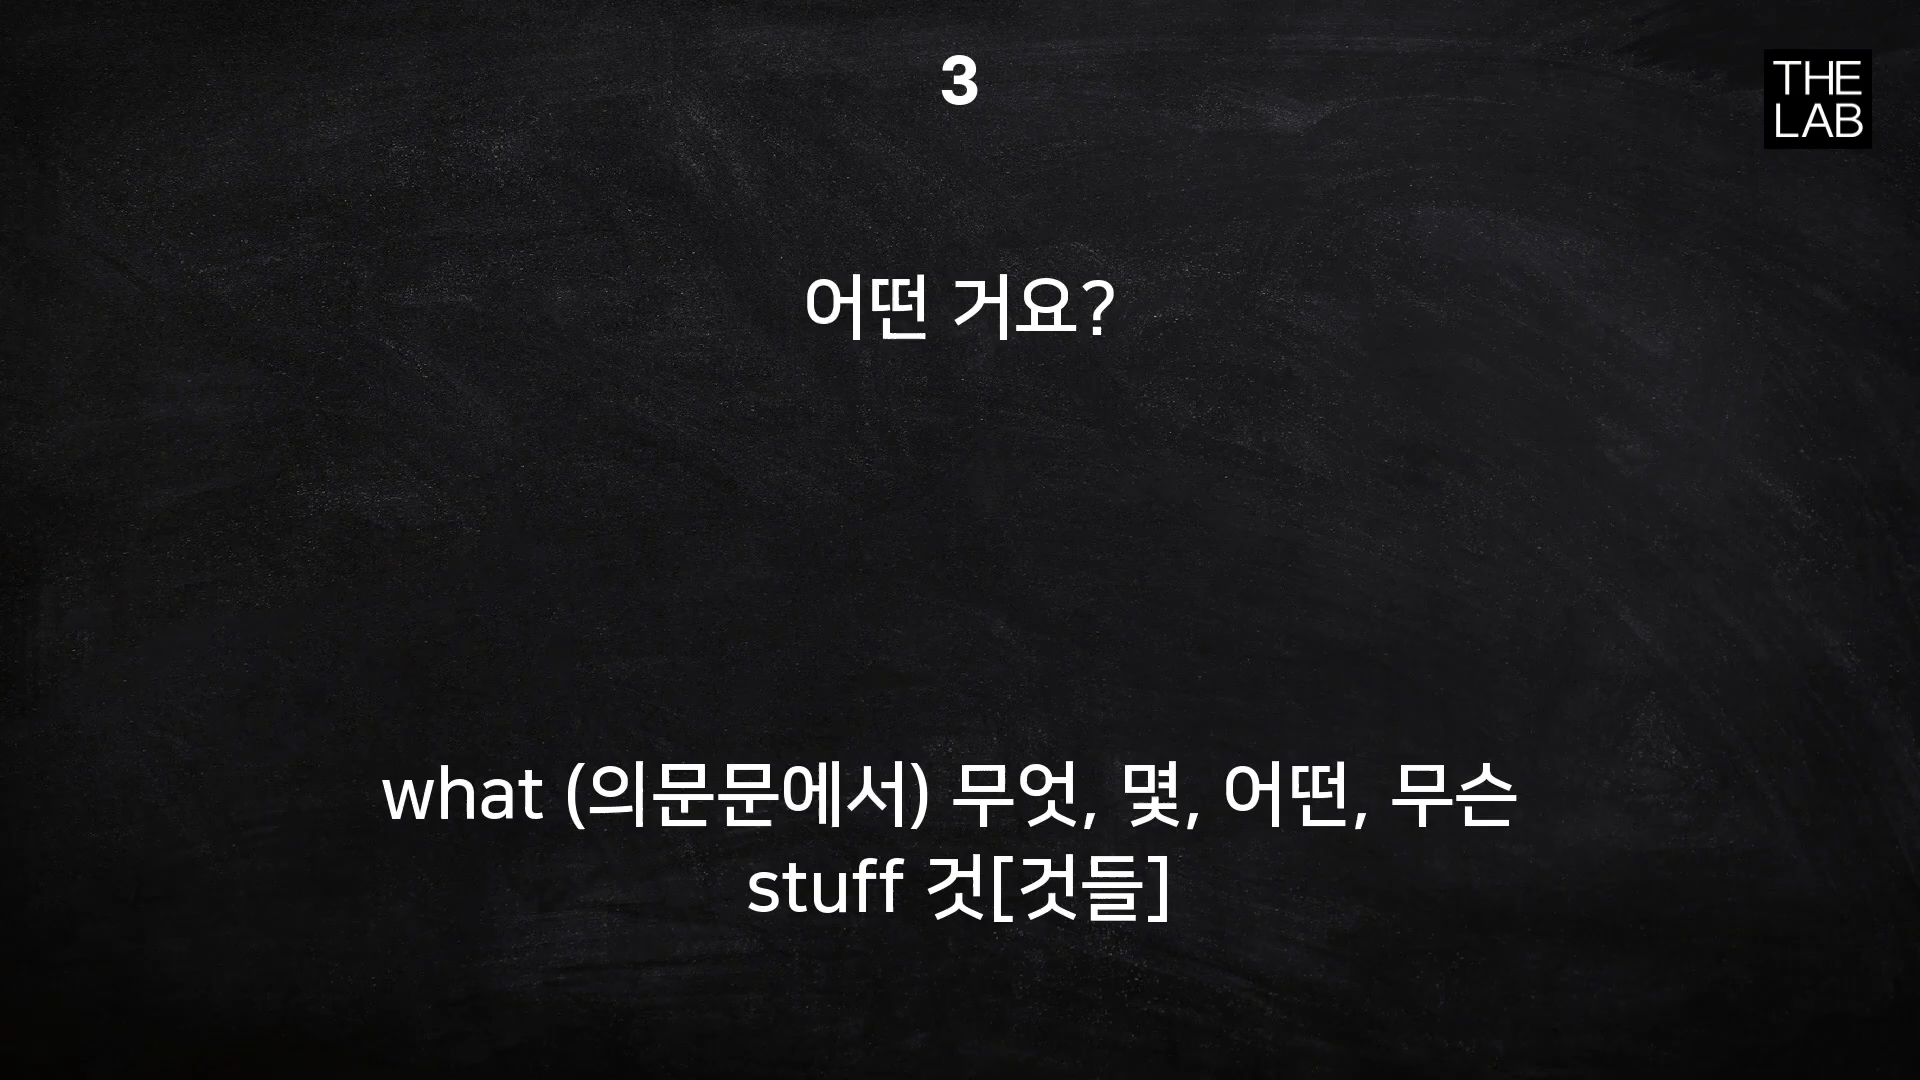 3
THE
LAB
어떤 거요?
what (의문문에서) 무엇, 몇, 어떤, 무슨
stuff 것[것들]